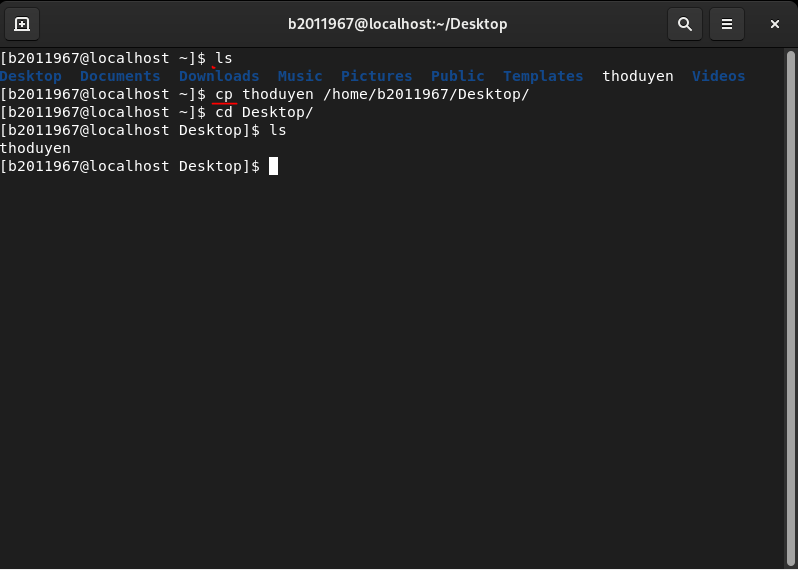 b2011967@localhost:~/Desktop
[b2011967@localhost ~]$ ls
Desktop  Documents  Downloads  Music  Pictures  Public  Templates  thoduyen  Videos
[b2011967@localhost ~]$ cp thoduyen /home/b2011967/Desktop/
[b2011967@localhost ~]$ cd Desktop/
[b2011967@localhost Desktop]$ ls
thoduyen
[b2011967@localhost Desktop]$